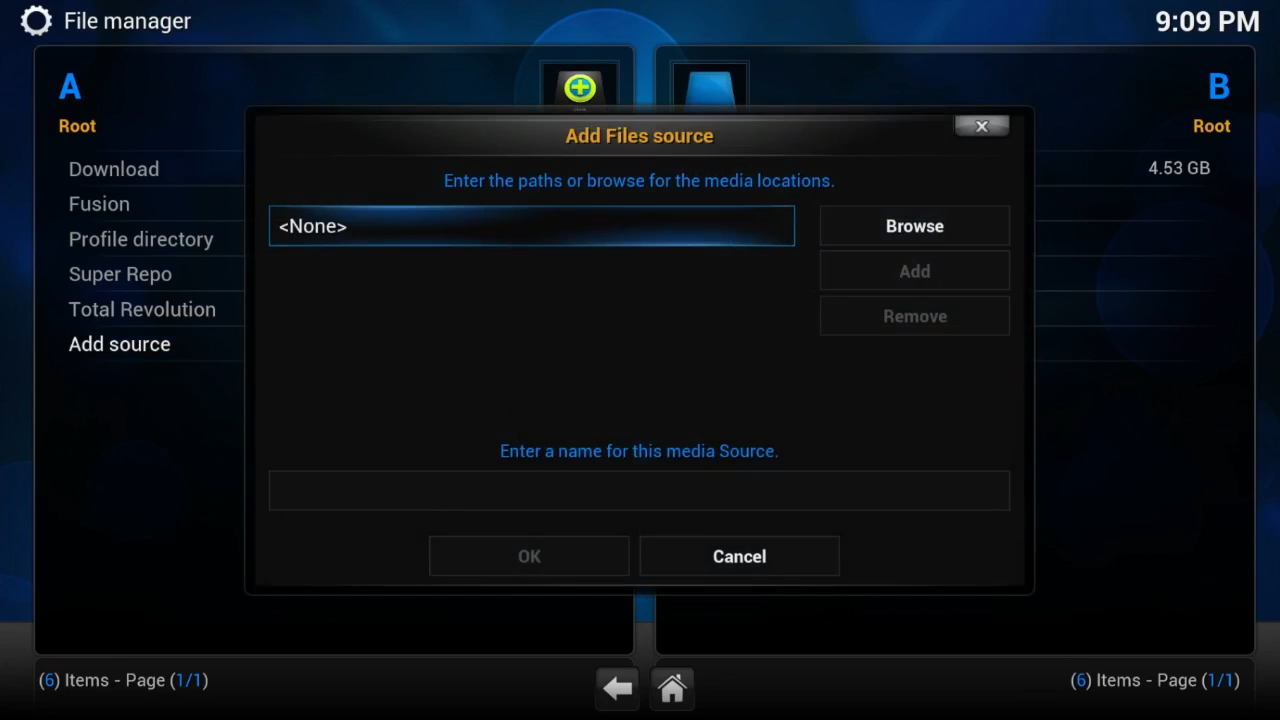 File manager
9:09 PM
A
B
Root
Root
Download
4.53 GB
Fusion
Profile directory
Super Repo
Total Revolution
Add source
Add Files source
Enter the paths or browse for the media locations.
<None>
Browse
Add
Remove
Enter a name for this media Source.
OK
Cancel
(6) Items - Page (1/1)
(6) Items - Page (1/1)